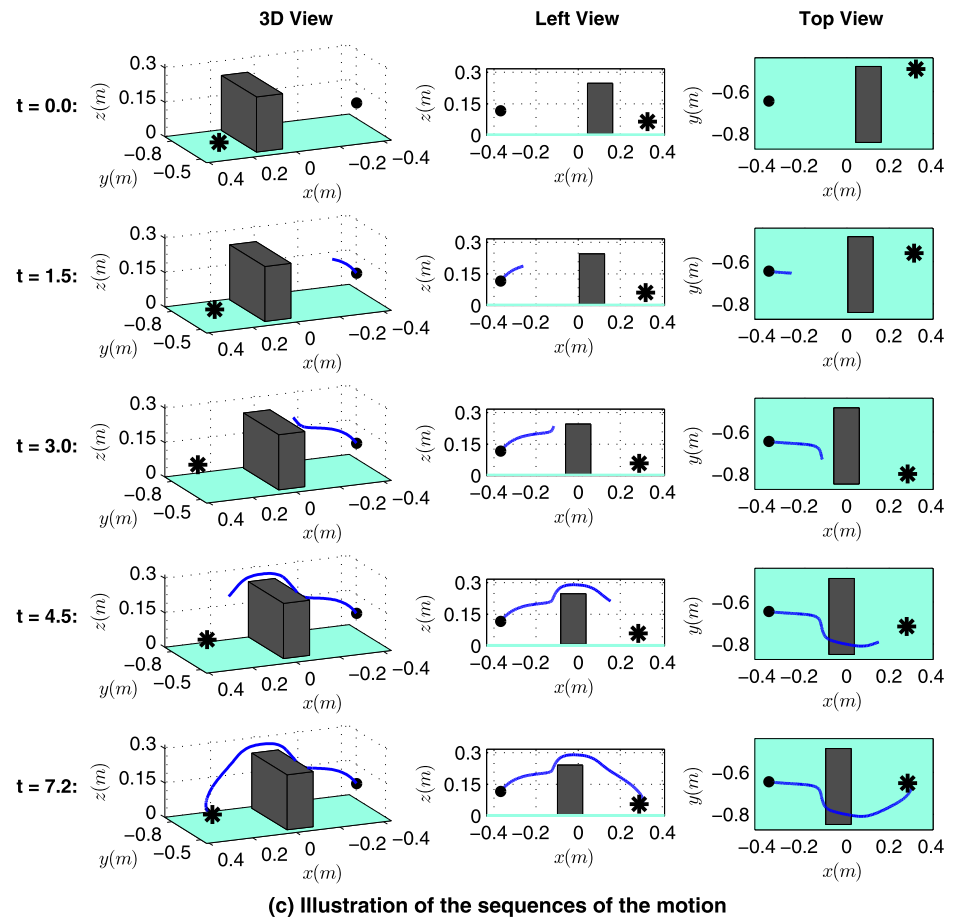 3D View Left View Top View
t = 0.0:
z(m) 0.3 0.15 0 −0.8 −0.5 y(m) 0.4 0.2 0 −0.2 −0.4 x(m)
z(m) 0.3 0.15 0 −0.4 −0.2 0 0.2 0.4 x(m)
y(m) −0.6 −0.8 −0.4 −0.2 0 0.2 0.4 x(m)
t = 1.5:
z(m) 0.3 0.15 0 −0.8 −0.5 y(m) 0.4 0.2 0 −0.2 −0.4 x(m)
z(m) 0.3 0.15 0 −0.4 −0.2 0 0.2 0.4 x(m)
y(m) −0.6 −0.8 −0.4 −0.2 0 0.2 0.4 x(m)
t = 3.0:
z(m) 0.3 0.15 0 −0.8 −0.5 y(m) 0.4 0.2 0 −0.2 −0.4 x(m)
z(m) 0.3 0.15 0 −0.4 −0.2 0 0.2 0.4 x(m)
y(m) −0.6 −0.8 −0.4 −0.2 0 0.2 0.4 x(m)
t = 4.5:
z(m) 0.3 0.15 0 −0.8 −0.5 y(m) 0.4 0.2 0 −0.2 −0.4 x(m)
z(m) 0.3 0.15 0 −0.4 −0.2 0 0.2 0.4 x(m)
y(m) −0.6 −0.8 −0.4 −0.2 0 0.2 0.4 x(m)
t = 7.2:
z(m) 0.3 0.15 0 −0.8 −0.5 y(m) 0.4 0.2 0 −0.2 −0.4 x(m)
z(m) 0.3 0.15 0 −0.4 −0.2 0 0.2 0.4 x(m)
y(m) −0.6 −0.8 −0.4 −0.2 0 0.2 0.4 x(m)
(c) Illustration of the sequences of the motion